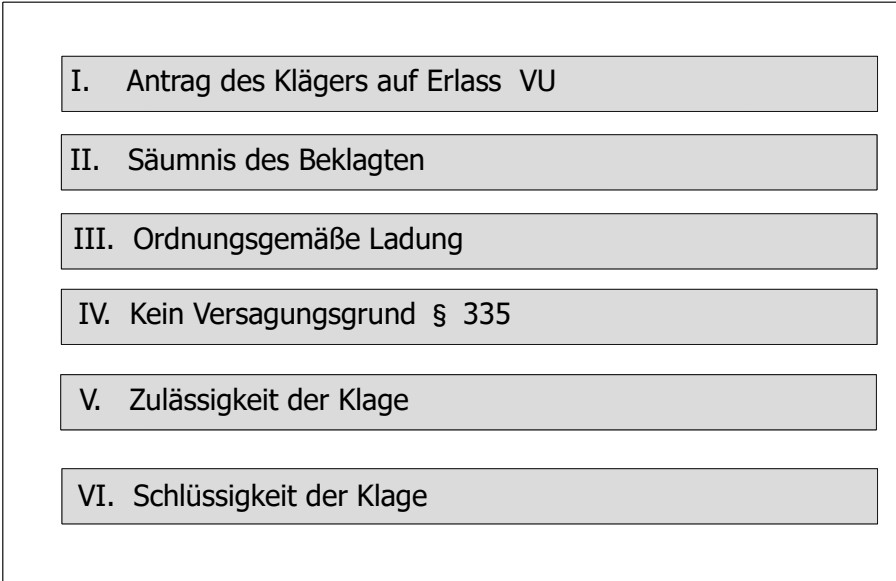 I. Antrag des Klägers auf Erlass VU
II. Säumnis des Beklagten
III. Ordnungsgemäße Ladung
IV. Kein Versagungsgrund § 335
V. Zulässigkeit der Klage
VI. Schlüssigkeit der Klage